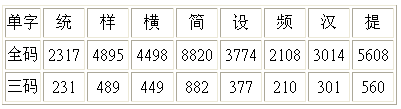 单字 统 样 横 简 设 频 汉 提
全码 2317 4895 4498 8820 3774 2108 3014 5608
三码 231 489 449 882 377 210 301 560